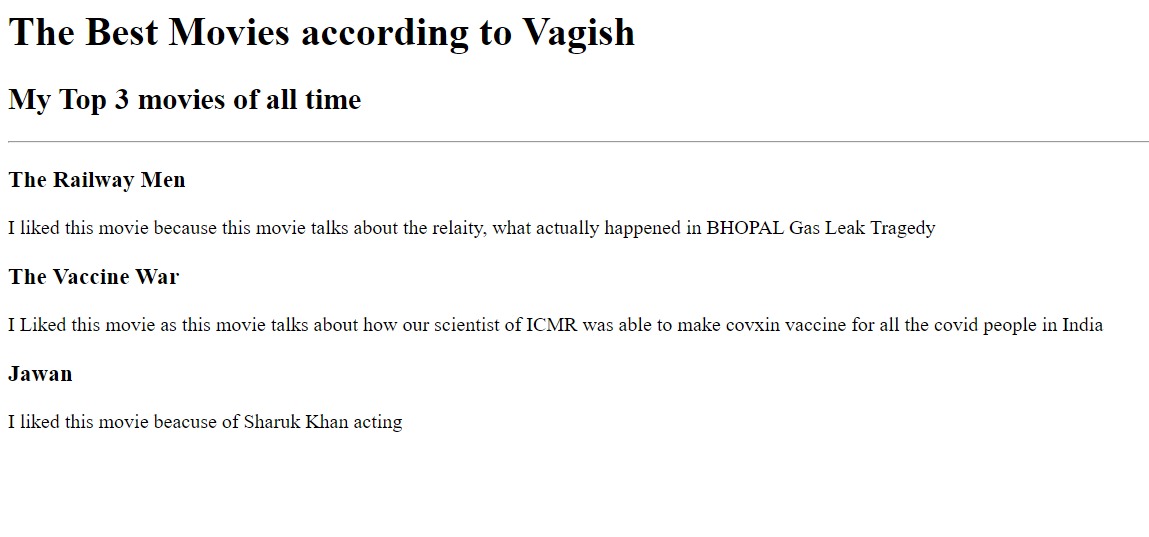 The Best Movies according to Vagish
My Top 3 movies of all time
The Railway Men
I liked this movie because this movie talks about the relaity, what actually happened in BHOPAL Gas Leak Tragedy
The Vaccine War
I Liked this movie as this movie talks about how our scientist of ICMR was able to make covxin vaccine for all the covid people in India
Jawan
I liked this movie beacuse of Sharuk Khan acting